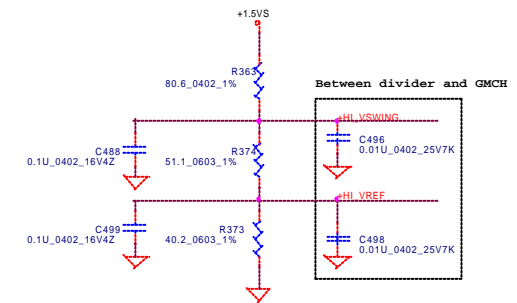 +1.5VS
R363
80.6_0402_1%
Between divider and GMCH
+HI_VSWING
C488
0.1U_0402_16V4Z
R374
51.1_0603_1%
C496
0.01U_0402_25V7K
+HI_VREF
C499
0.1U_0402_16V4Z
R373
40.2_0603_1%
C498
0.01U_0402_25V7K